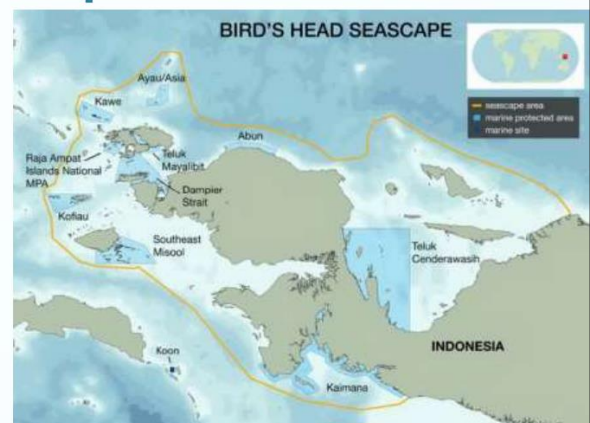 BIRD'S HEAD SEASCAPE
seascape area
marine protected area
marine site
Ayau/Asia
Kawe
Abun
Raja Ampat
Islands National
MPA
Teluk
Mayalibit
Dampier
Strait
Kofiau
Southeast
Misool
Teluk
Cenderawasih
INDONESIA
Koon
Kaimana